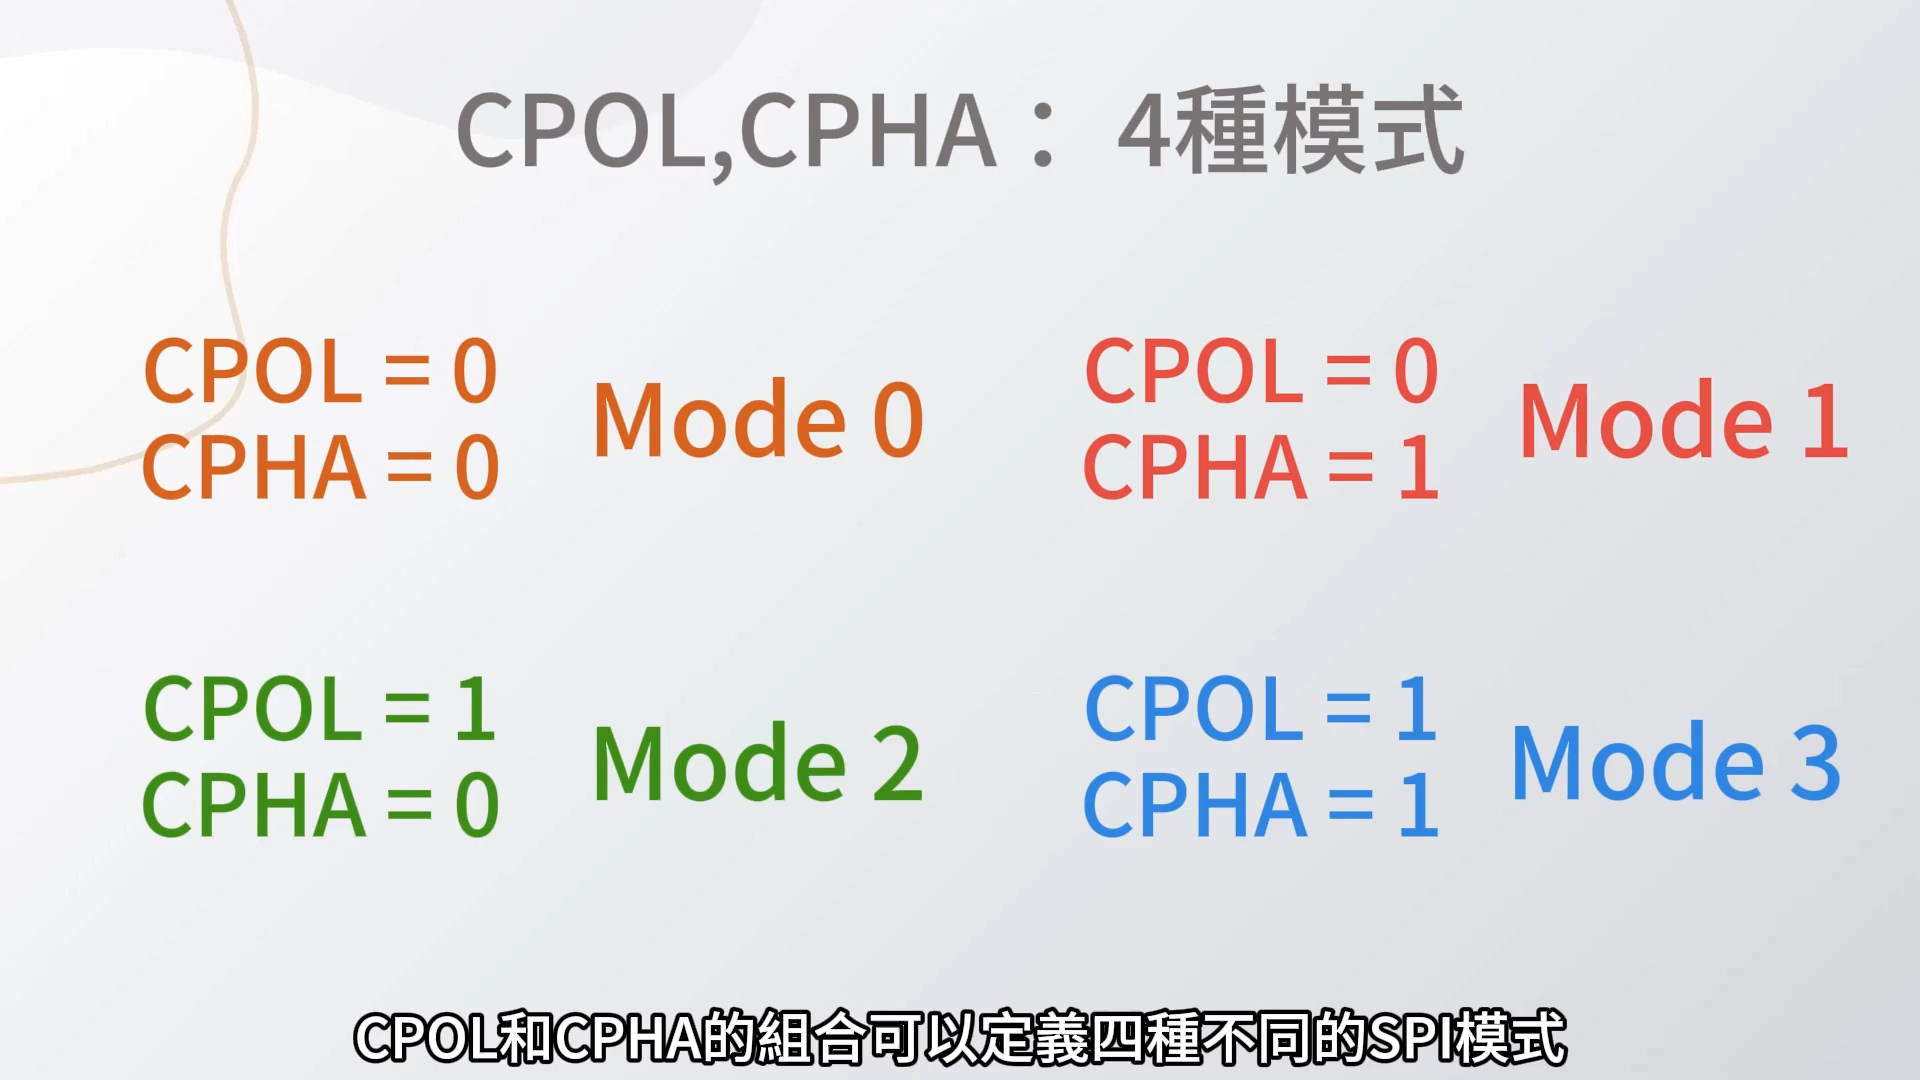 CPOL,CPHA：4種模式
CPOL = 0
CPHA = 0
Mode 0
CPOL = 0
CPHA = 1
Mode 1
CPOL = 1
CPHA = 0
Mode 2
CPOL = 1
CPHA = 1
Mode 3
CPOL和CPHA的組合可以定義四種不同的SPI模式